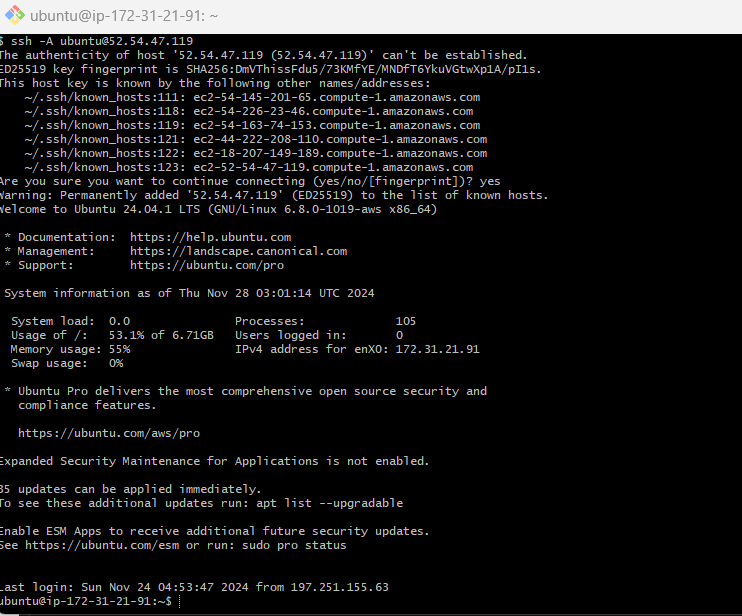 ubuntu@ip-172-31-21-91: ~
$ ssh -A ubuntu@52.54.47.119
The authenticity of host '52.54.47.119 (52.54.47.119)' can't be established.
ED25519 key fingerprint is SHA256:DmVThissFdu5/73KMfYE/MNDfT6YkuVGtwXp1A/pI1s.
This host key is known by the following other names/addresses:
    ~/.ssh/known_hosts:111: ec2-54-145-201-65.compute-1.amazonaws.com
    ~/.ssh/known_hosts:118: ec2-54-226-23-46.compute-1.amazonaws.com
    ~/.ssh/known_hosts:119: ec2-54-163-74-153.compute-1.amazonaws.com
    ~/.ssh/known_hosts:121: ec2-44-222-208-110.compute-1.amazonaws.com
    ~/.ssh/known_hosts:122: ec2-18-207-149-189.compute-1.amazonaws.com
    ~/.ssh/known_hosts:123: ec2-52-54-47-119.compute-1.amazonaws.com
Are you sure you want to continue connecting (yes/no/[fingerprint])? yes
Warning: Permanently added '52.54.47.119' (ED25519) to the list of known hosts.
Welcome to Ubuntu 24.04.1 LTS (GNU/Linux 6.8.0-1019-aws x86_64)
 * Documentation:  https://help.ubuntu.com
 * Management:     https://landscape.canonical.com
 * Support:        https://ubuntu.com/pro
 System information as of Thu Nov 28 03:01:14 UTC 2024
  System load:  0.0               Processes:             105
  Usage of /:   53.1% of 6.71GB   Users logged in:       0
  Memory usage: 55%               IPv4 address for enX0: 172.31.21.91
  Swap usage:   0%
 * Ubuntu Pro delivers the most comprehensive open source security and
   compliance features.
   https://ubuntu.com/aws/pro
Expanded Security Maintenance for Applications is not enabled.
35 updates can be applied immediately.
To see these additional updates run: apt list --upgradable
Enable ESM Apps to receive additional future security updates.
See https://ubuntu.com/esm or run: sudo pro status
Last login: Sun Nov 24 04:53:47 2024 from 197.251.155.63
ubuntu@ip-172-31-21-91:~$